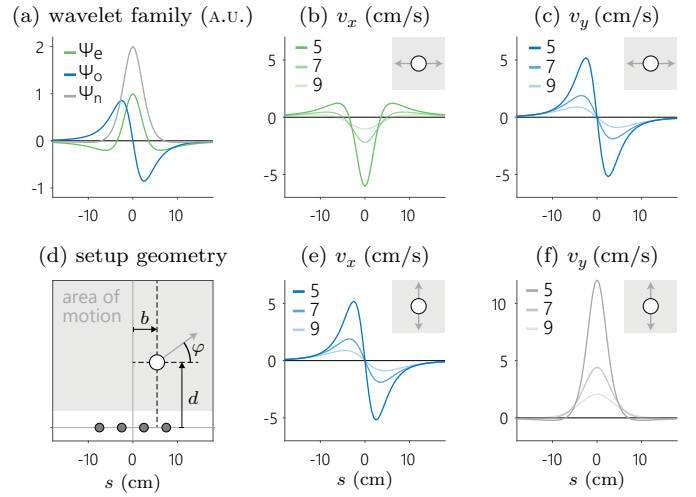 (a) wavelet family (A.U.)
Ψe
Ψo
Ψn
2
1
0
-1
-10 0 10
(b) vx (cm/s)
5
7
9
5
0
-5
-10 0 10
(c) vy (cm/s)
5
7
9
5
0
-5
-10 0 10
(d) setup geometry
area of
motion
b
φ
d
-10 0 10
s (cm)
(e) vx (cm/s)
5
7
9
5
0
-5
-10 0 10
s (cm)
(f) vy (cm/s)
5
7
9
10
5
0
-10 0 10
s (cm)